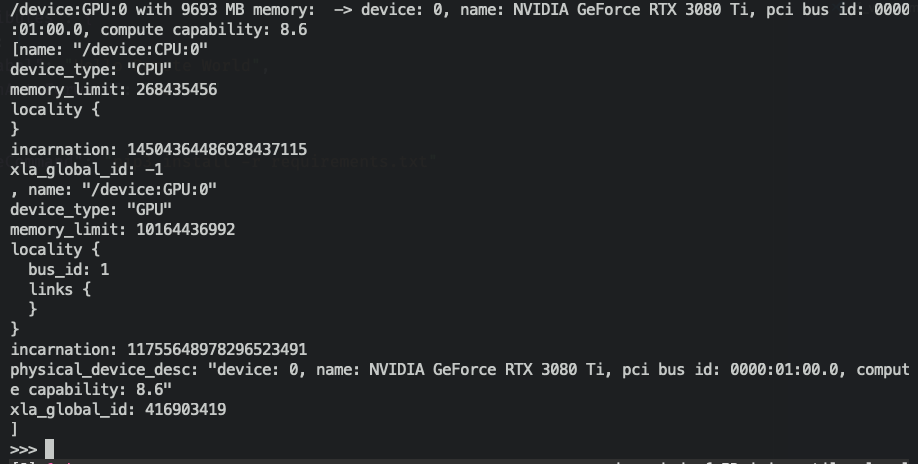 /device:GPU:0 with 9693 MB memory:  -> device: 0, name: NVIDIA GeForce RTX 3080 Ti, pci bus id: 0000
:01:00.0, compute capability: 8.6
[name: "/device:CPU:0"
device_type: "CPU"
memory_limit: 268435456
locality {
}
incarnation: 14504364486928437115
xla_global_id: -1
, name: "/device:GPU:0"
device_type: "GPU"
memory_limit: 10164436992
locality {
  bus_id: 1
  links {
  }
}
incarnation: 11755648978296523491
physical_device_desc: "device: 0, name: NVIDIA GeForce RTX 3080 Ti, pci bus id: 0000:01:00.0, comput
e capability: 8.6"
xla_global_id: 416903419
]
>>>